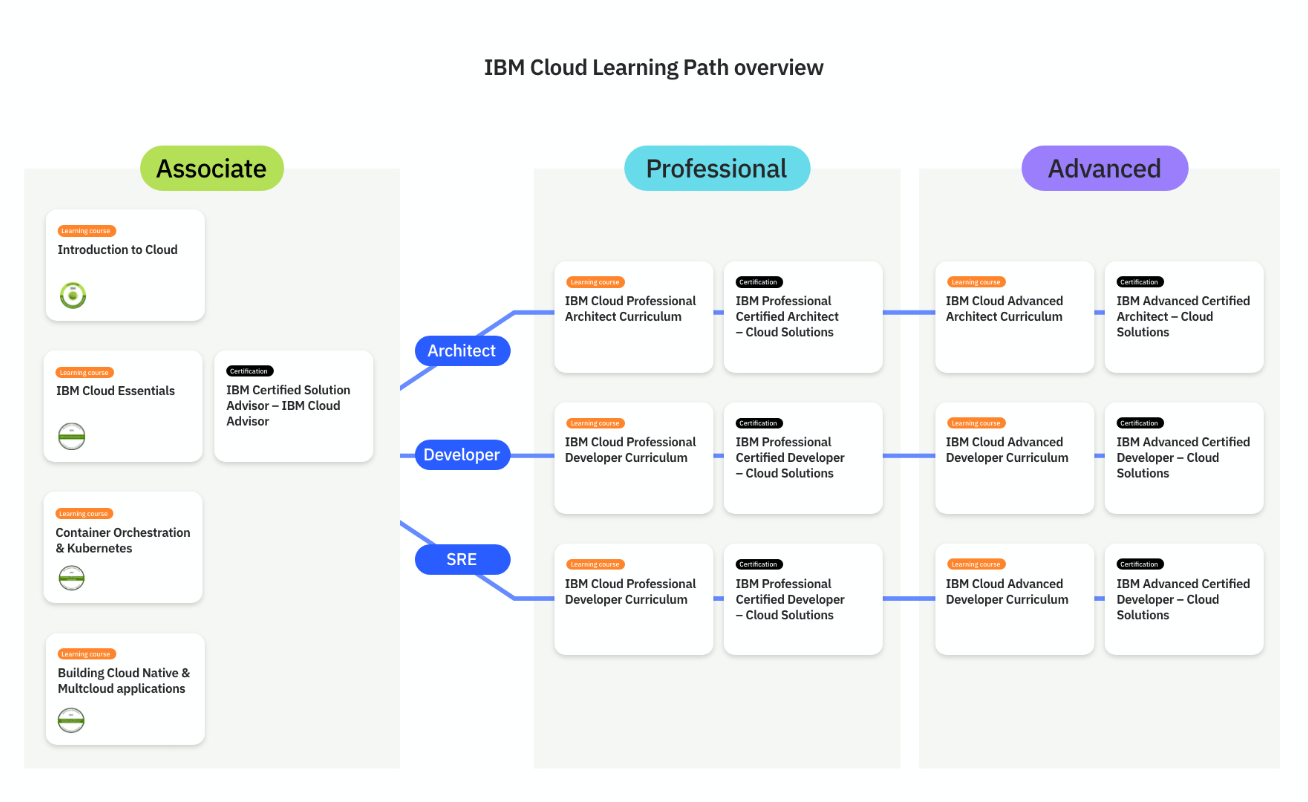 IBM Cloud Learning Path overview
Associate
Professional
Advanced
Learning course
Introduction to Cloud
Learning course
IBM Cloud Essentials
Certification
IBM Certified Solution
Advisor – IBM Cloud
Advisor
Learning course
Container Orchestration
& Kubernetes
Learning course
Building Cloud Native &
Multcloud applications
Architect
Developer
SRE
Learning course
IBM Cloud Professional
Architect Curriculum
Certification
IBM Professional
Certified Architect
– Cloud Solutions
Learning course
IBM Cloud Advanced
Architect Curriculum
Certification
IBM Advanced Certified
Architect – Cloud
Solutions
Learning course
IBM Cloud Professional
Developer Curriculum
Certification
IBM Professional
Certified Developer
– Cloud Solutions
Learning course
IBM Cloud Advanced
Developer Curriculum
Certification
IBM Advanced Certified
Developer – Cloud
Solutions
Learning course
IBM Cloud Professional
Developer Curriculum
Certification
IBM Professional
Certified Developer
– Cloud Solutions
Learning course
IBM Cloud Advanced
Developer Curriculum
Certification
IBM Advanced Certified
Developer – Cloud
Solutions